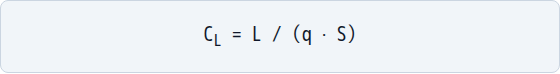 C_L = L / (q · S)